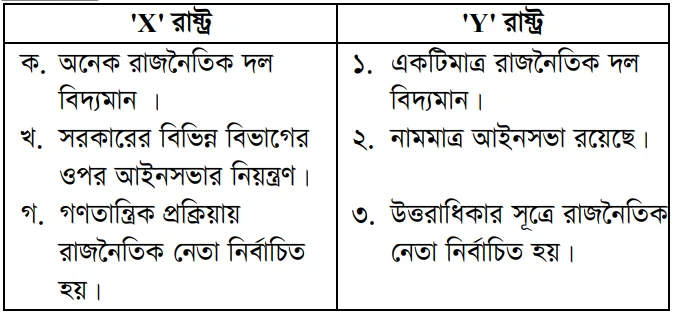 'X' রাষ্ট্র
'Y' রাষ্ট্র
ক. অনেক রাজনৈতিক দল
বিদ্যমান ।
খ. সরকারের বিভিন্ন বিভাগের
ওপর আইনসভার নিয়ন্ত্রণ।
গ. গণতান্ত্রিক প্রক্রিয়ায়
রাজনৈতিক নেতা নির্বাচিত
হয়।
১. একটিমাত্র রাজনৈতিক দল
বিদ্যমান।
২. নামমাত্র আইনসভা রয়েছে।
৩. উত্তরাধিকার সূত্রে রাজনৈতিক
নেতা নির্বাচিত হয়।